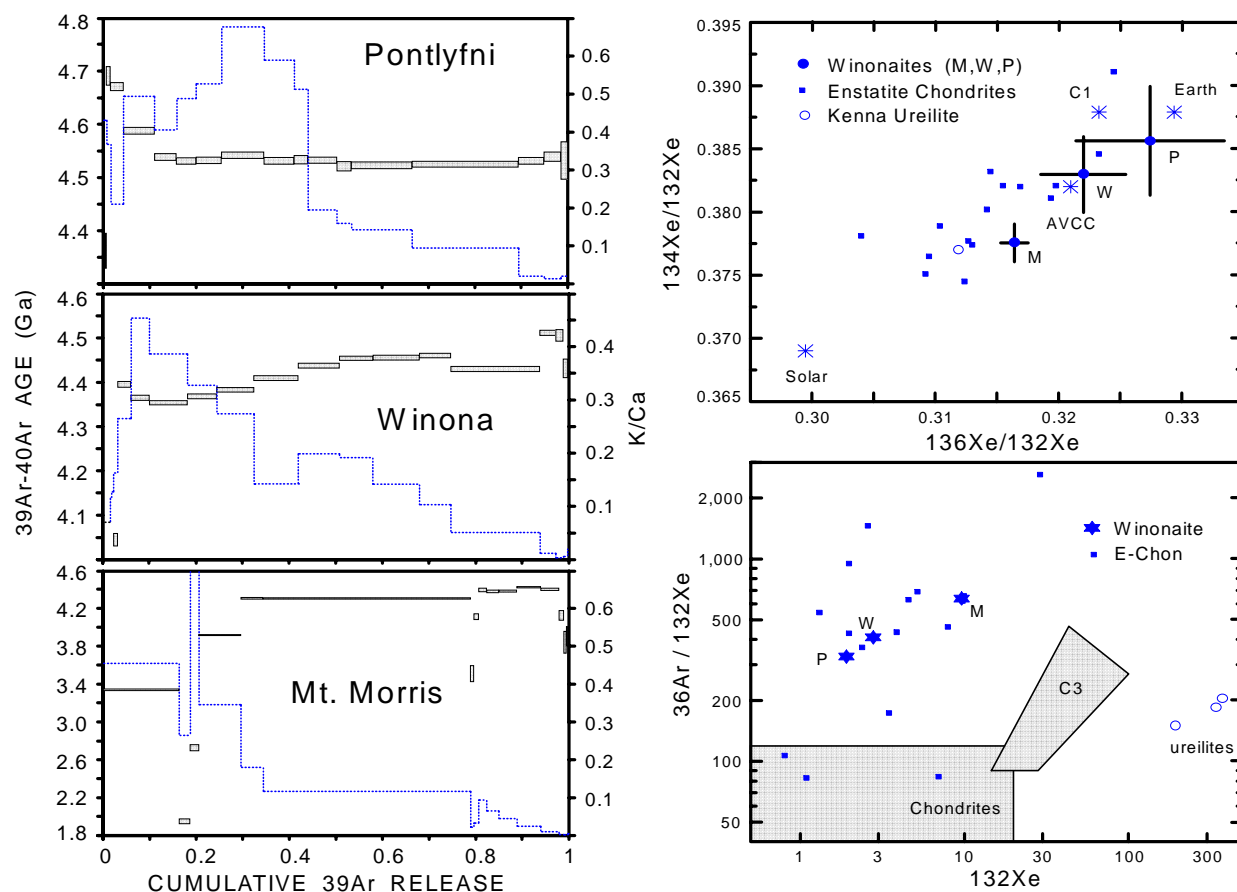 4.8
4.7
4.6
4.5
4.4
Pontlyfni
0.6
0.5
0.4
0.3
0.2
0.1
39Ar-40Ar AGE (Ga)
4.6
4.5
4.4
4.3
4.2
4.1
Winona
0.4
0.3
0.2
0.1
K/Ca
4.6
4.2
3.8
3.4
3.0
2.6
2.2
1.8
Mt. Morris
0.6
0.5
0.4
0.3
0.2
0.1
0 0.2 0.4 0.6 0.8 1
CUMULATIVE 39Ar RELEASE
134Xe/132Xe
0.395
0.390
0.385
0.380
0.375
0.370
0.365
Winonaites (M,W,P)
Enstatite Chondrites
Kenna Ureilite
C1
Earth
P
W
AVCC
M
Solar
0.30 0.31 0.32 0.33
136Xe/132Xe
36Ar / 132Xe
2,000
1,000
500
200
100
50
Winonaite
E-Chon
W
M
P
C3
ureilites
Chondrites
1 3 10 30 100 300
132Xe